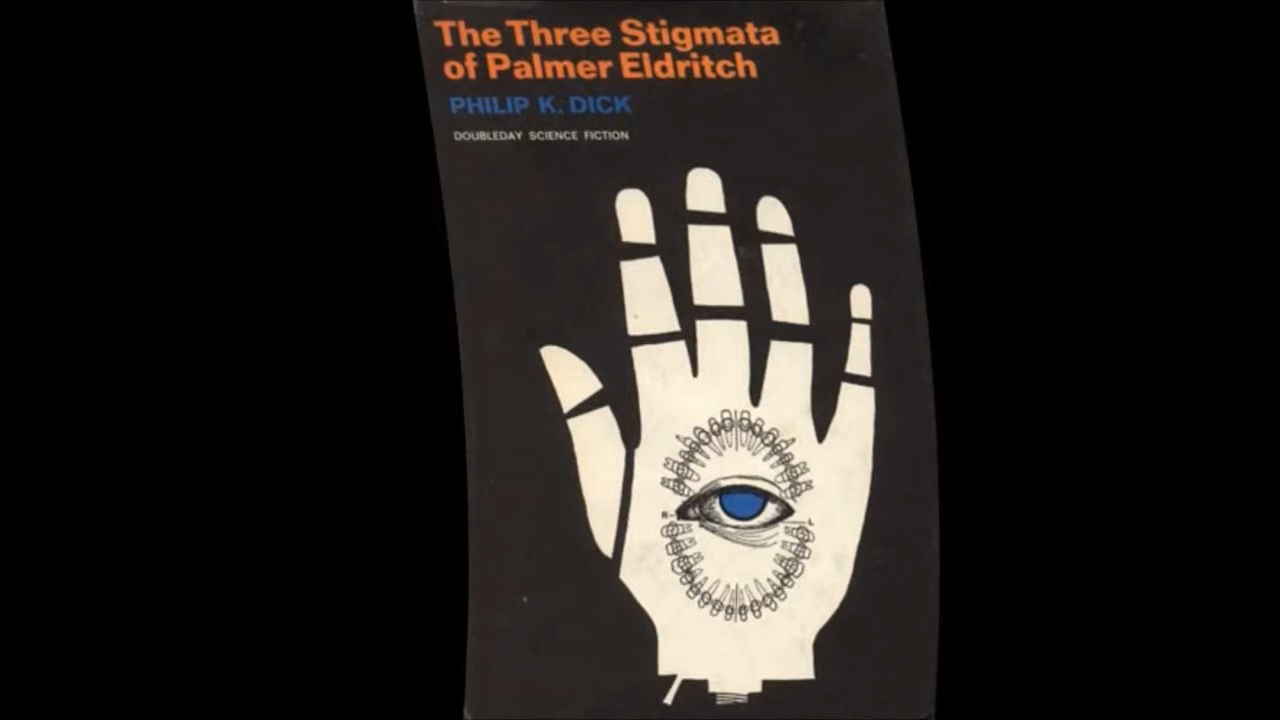 The Three Stigmata
of Palmer Eldritch
PHILIP K. DICK
DOUBLEDAY SCIENCE FICTION
R
L